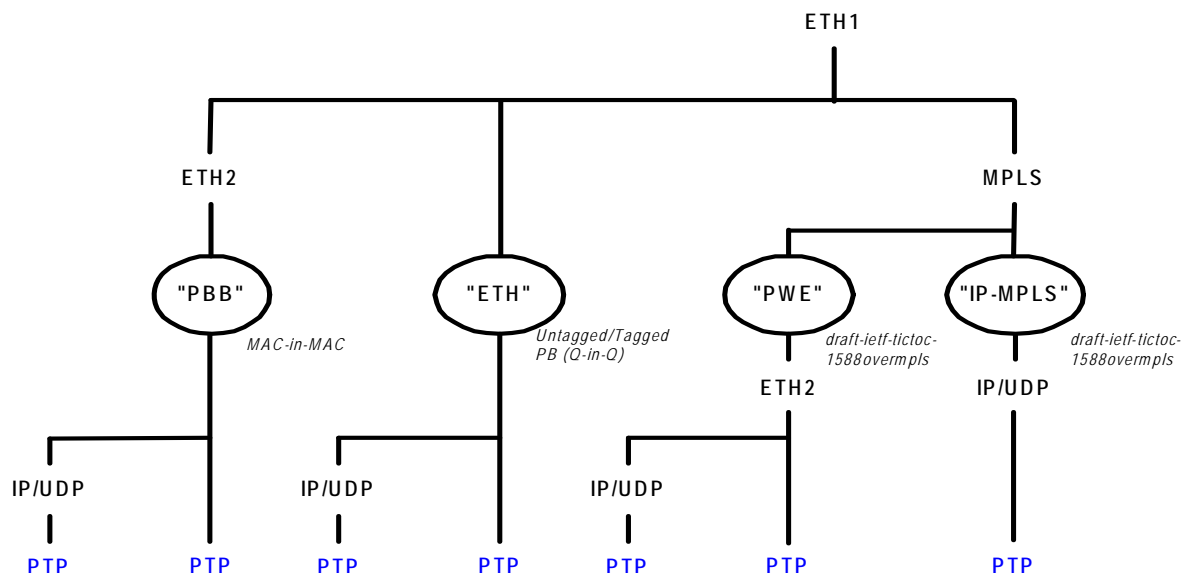 ETH1
ETH2
MPLS
"PBB"
"ETH"
"PWE"
"IP-MPLS"
MAC-in-MAC
Untagged/Tagged
PB (Q-in-Q)
draft-ietf-tictoc-
1588overmpls
draft-ietf-tictoc-
1588overmpls
ETH2
IP/UDP
IP/UDP
IP/UDP
IP/UDP
PTP
PTP
PTP
PTP
PTP
PTP
PTP